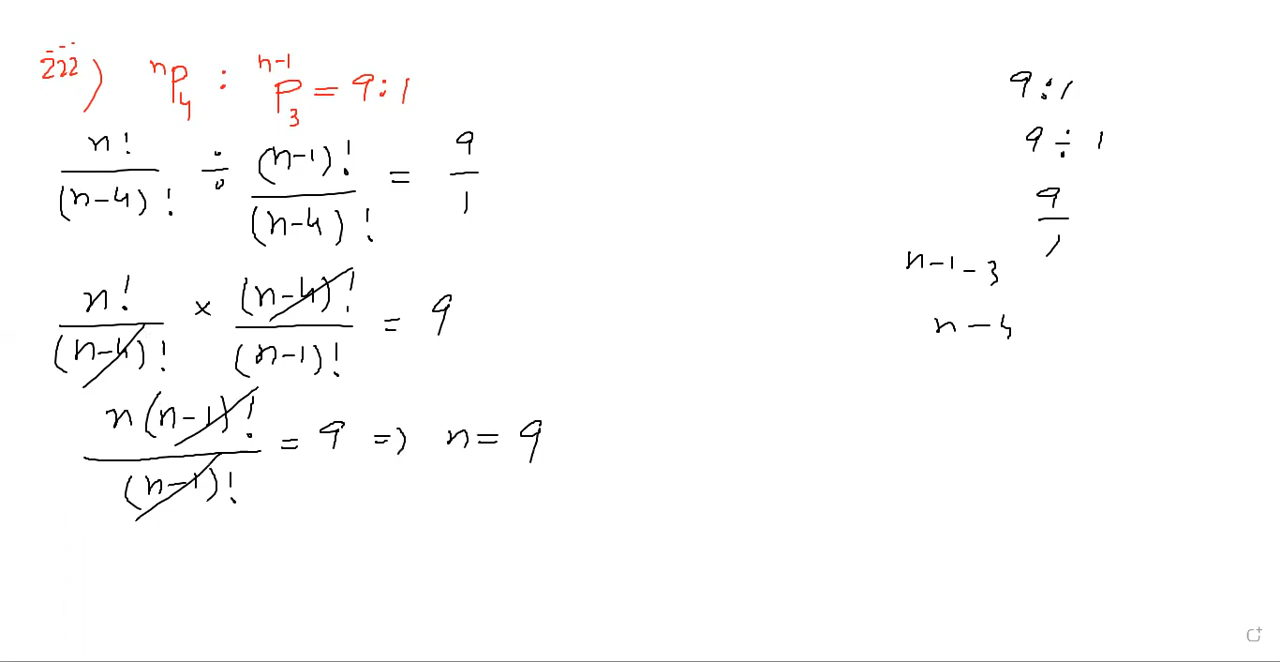 iii) ⁿP₄ : ⁿ⁻¹P₃ = 9:1
n!/(n-4)! ÷ (n-1)!/(n-4)! = 9/1
n!/(n-4)! × (n-4)!/(n-1)! = 9
n(n-1)!/(n-1)! = 9 => n = 9
9:1
9 ÷ 1
9/1
n-1-3
n-4